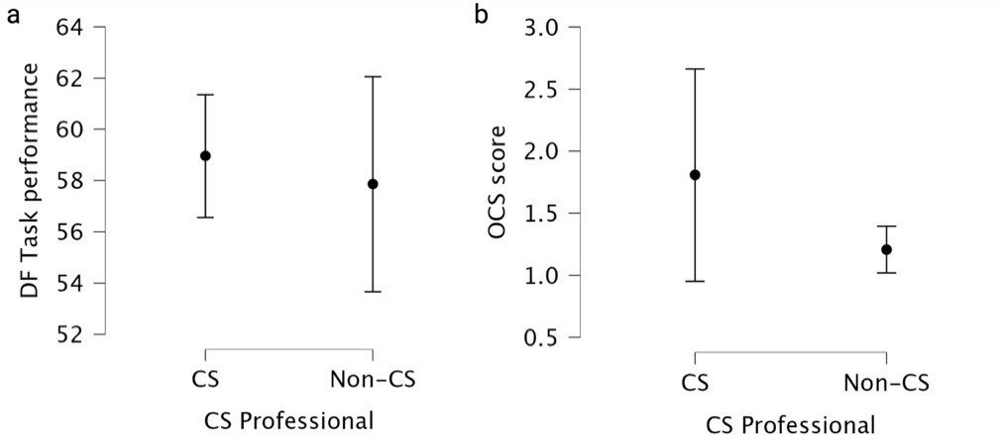 a
DF Task performance
64
62
60
58
56
54
52
CS
Non-CS
CS Professional
b
OCS score
3.0
2.5
2.0
1.5
1.0
0.5
CS
Non-CS
CS Professional